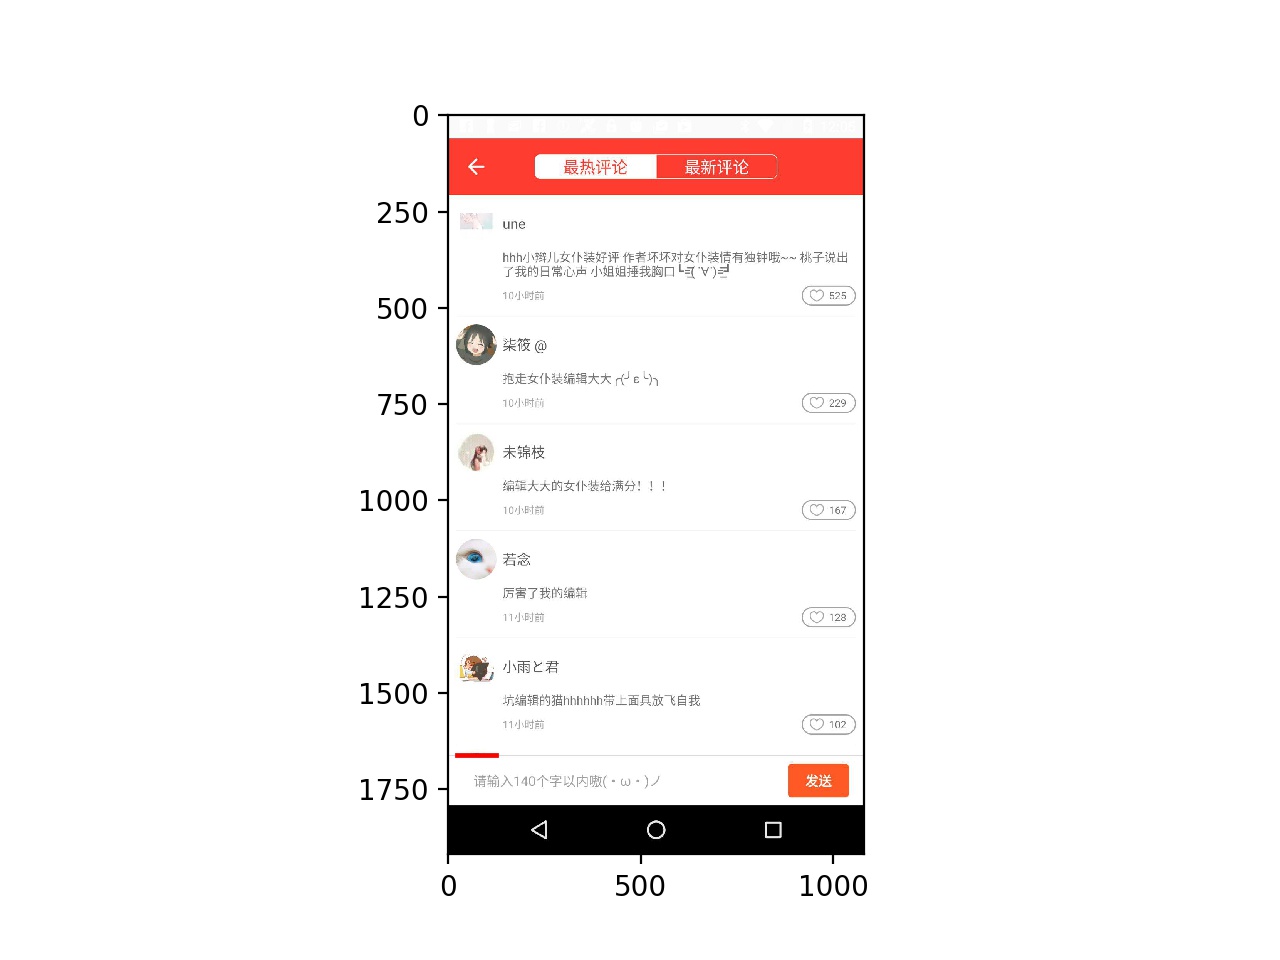 0
250
500
750
1000
1250
1500
1750
最热评论 最新评论
une
hhh小辫儿女仆装好评 作者坏坏对女仆装情有独钟哦~~ 桃子说出
了我的日常心声 小姐姐捶我胸口
10小时前 525
柒筱 @
抱走女仆装编辑大大 ╭(╯ε╰)╮
10小时前 229
未锦枝
编辑大大的女仆装给满分！！！
10小时前 167
若念
厉害了我的编辑
11小时前 128
小雨と君
坑编辑的猫hhhhhh带上面具放飞自我
11小时前 102
请输入140个字以内嗷(・ω・)ノ 发送
0 500 1000